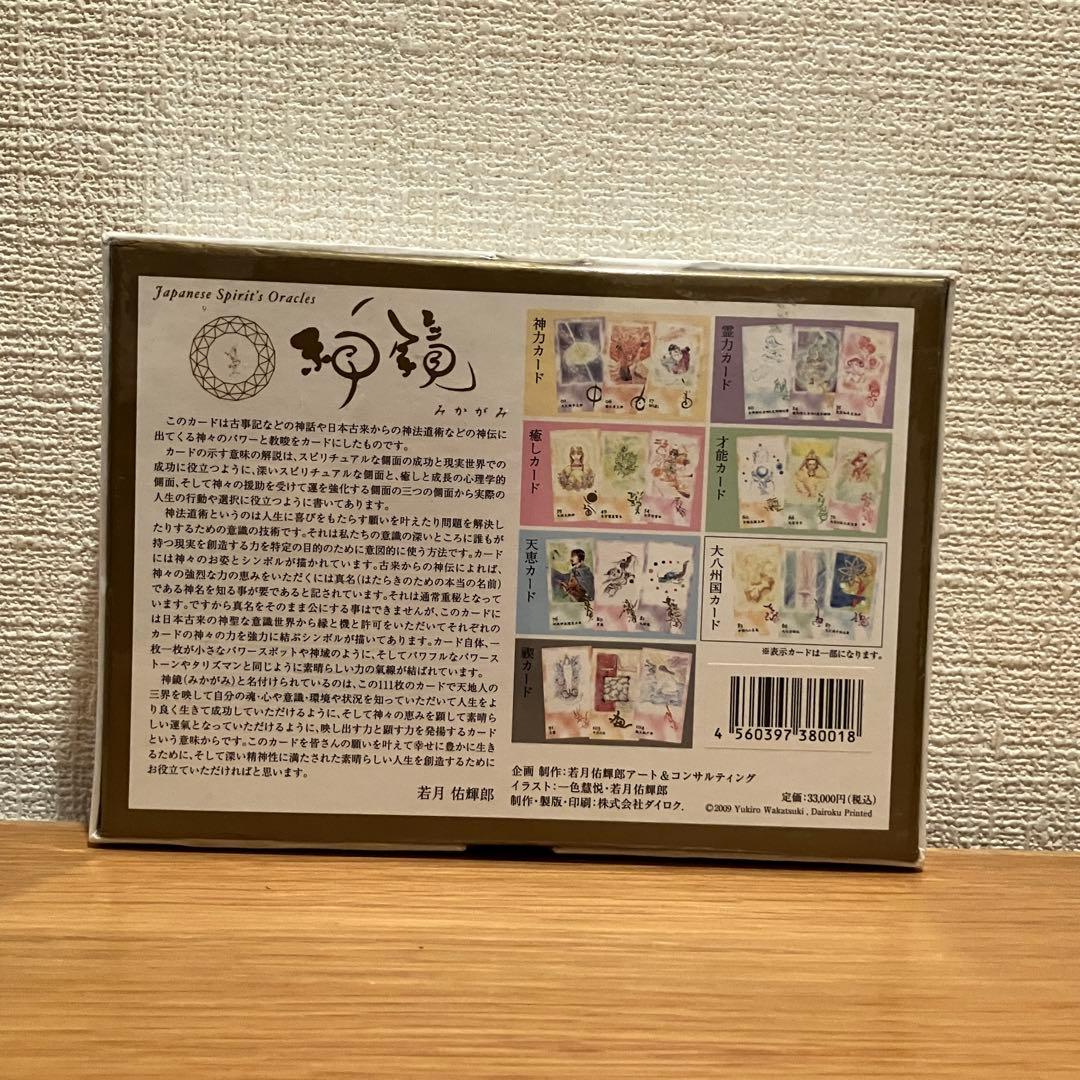 Japanese Spirit's Oracles
神鏡
みかがみ
このカードは古事記などの神話や日本古来からの神法道術などの神伝に
出てくる神々のパワーと教唆をカードにしたものです。
カードの示す意味の解説は、スピリチュアルな側面の成功と現実世界での
成功に役立つように、深いスピリチュアルな側面と、癒しと成長の心理学的
側面、そして神々の援助を受けて運を強化する側面の三つの側面から実際の
人生の行動や選択に役立つように書いてあります。
神法道術というのは人生に喜びをもたらす願いを叶えたり問題を解決し
たりするための意識の技術です。それは私たちの意識の深いところに誰もが
持つ現実を創造する力を特定の目的のために意図的に使う方法です。カード
には神々のお姿とシンボルが描かれています。古来からの神伝によれば、
神々の強烈な力の恵みをいただくには真名(はたらきのための本当の名前)
である神名を知る事が要であると記されています。それは通常重秘となって
います。ですから真名をそのまま公にする事はできませんが、このカードに
は日本古来の神聖な意識世界から縁と機と許可をいただいてそれぞれの
カードの神々の力を強力に結ぶシンボルが描いてあります。カード自体、一
枚一枚が小さなパワースポットや神域のように、そしてパワフルなパワース
トーンやタリズマンと同じように素晴らしい力の氣線が結ばれています。
神鏡(みかがみ)と名付けられているのは、この111枚のカードで天地人の
三界を映して自分の魂・心や意識・環境や状況を知っていただいて人生をよ
り良く生きて成功していただけるように、そして神々の恵みを顕して素晴ら
しい運氣となっていただけるように、映し出す力と顕す力を発揚するカード
という意味からです。このカードを皆さんの願いを叶えて幸せに豊かに生き
るために、そして深い精神性に満たされた素晴らしい人生を創造するために
お役立ていただければと思います。
若月 佑輝郎
神力カード
霊力カード
癒しカード
才能カード
天恵カード
大八州国カード
禊カード
※表示カードは一部になります。
4 560397 380018
企画 制作:若月佑輝郎アート&コンサルティング
イラスト:一色慧悦・若月佑輝郎
制作・製版・印刷:株式会社ダイロク.
定価:33,000円(税込)
©2009 Yukiro Wakatsuki , Dairoku Printed